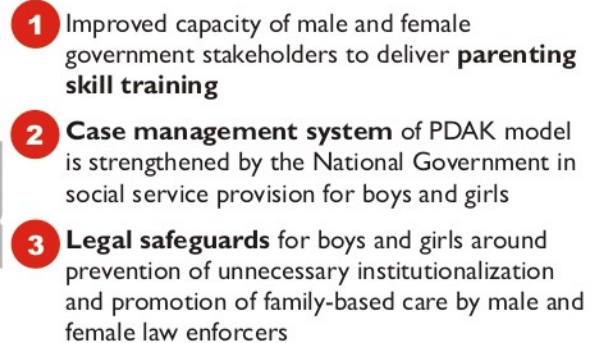 1 Improved capacity of male and female
government stakeholders to deliver parenting
skill training
2 Case management system of PDAK model
is strengthened by the National Government in
social service provision for boys and girls
3 Legal safeguards for boys and girls around
prevention of unnecessary institutionalization
and promotion of family-based care by male and
female law enforcers